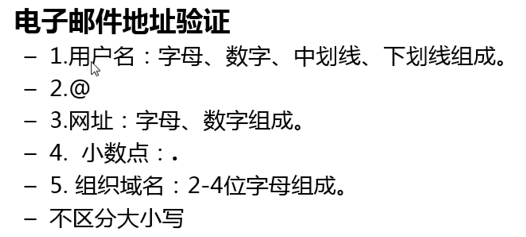 电子邮件地址验证
– 1.用户名：字母、数字、中划线、下划线组成。
– 2.@
– 3.网址：字母、数字组成。
– 4. 小数点：.
– 5. 组织域名：2-4位字母组成。
– 不区分大小写